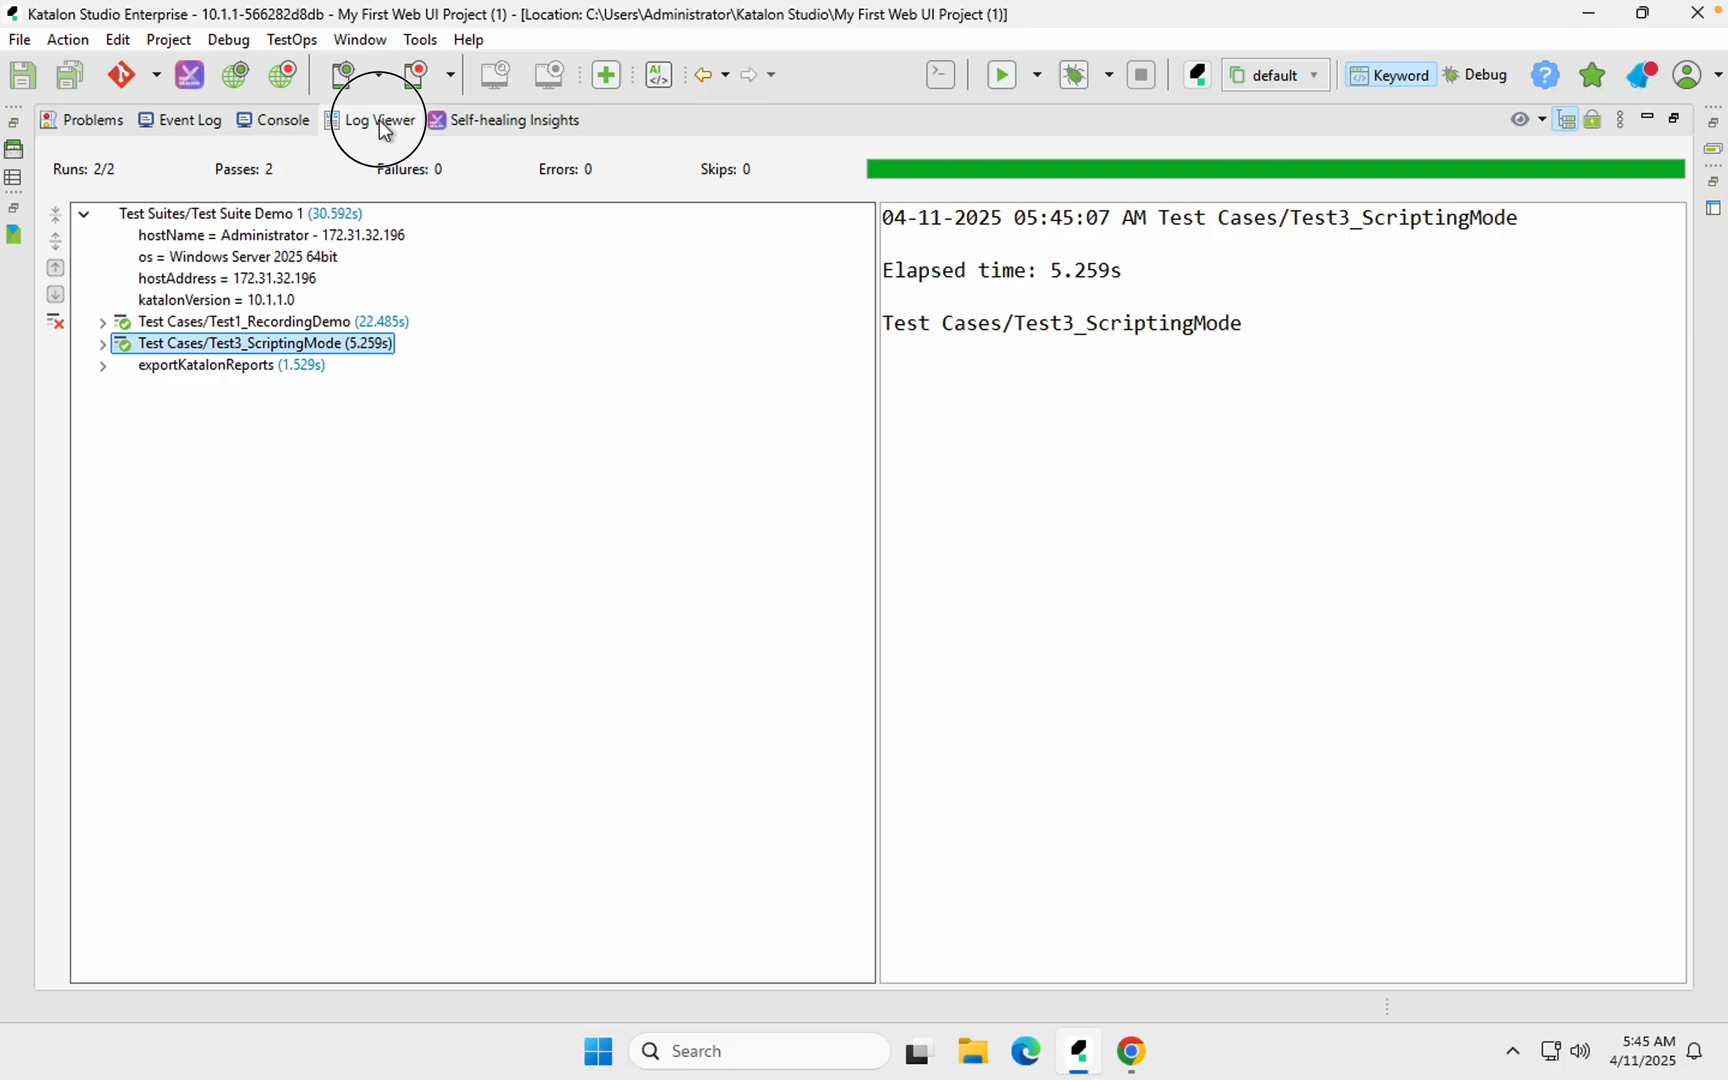 Katalon Studio Enterprise - 10.1.1-566282d8db - My First Web UI Project (1) - [Location: C:\Users\Administrator\Katalon Studio\My First Web UI Project (1)]
File Action Edit Project Debug TestOps Window Tools Help
AI </> default Keyword Debug
Problems Event Log Console Log Viewer Self-healing Insights
Runs: 2/2 Passes: 2 Failures: 0 Errors: 0 Skips: 0
Test Suites/Test Suite Demo 1 (30.592s)
hostName = Administrator - 172.31.32.196
os = Windows Server 2025 64bit
hostAddress = 172.31.32.196
katalonVersion = 10.1.1.0
Test Cases/Test1_RecordingDemo (22.485s)
Test Cases/Test3_ScriptingMode (5.259s)
exportKatalonReports (1.529s)
04-11-2025 05:45:07 AM Test Cases/Test3_ScriptingMode
Elapsed time: 5.259s
Test Cases/Test3_ScriptingMode
Search
5:45 AM
4/11/2025